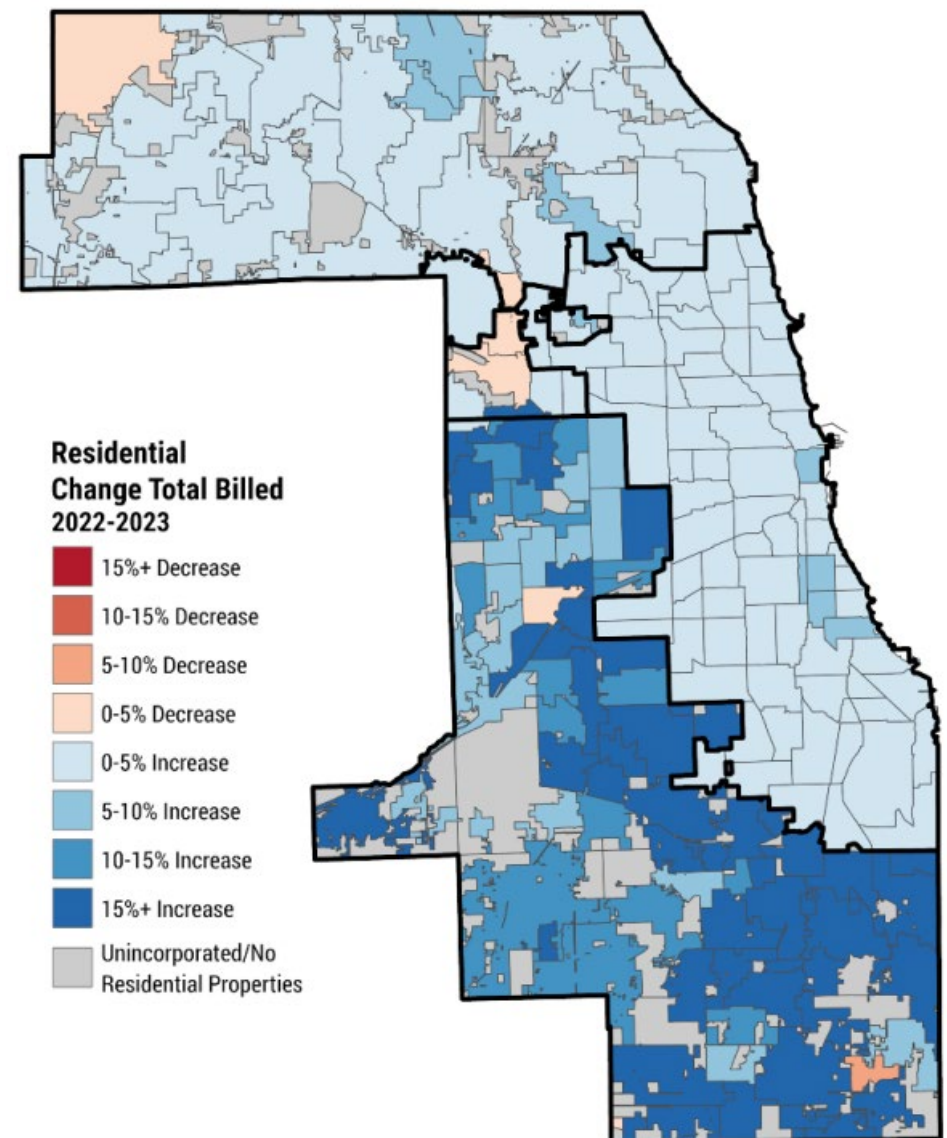 Residential
Change Total Billed
2022-2023
15%+ Decrease
10-15% Decrease
5-10% Decrease
0-5% Decrease
0-5% Increase
5-10% Increase
10-15% Increase
15%+ Increase
Unincorporated/No
Residential Properties